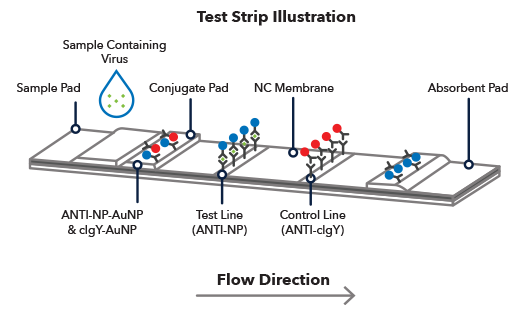 Test Strip Illustration
Sample Containing
Virus
Sample Pad
Conjugate Pad
NC Membrane
Absorbent Pad
ANTI-NP-AuNP
& cIgY-AuNP
Test Line
(ANTI-NP)
Control Line
(ANTI-cIgY)
Flow Direction